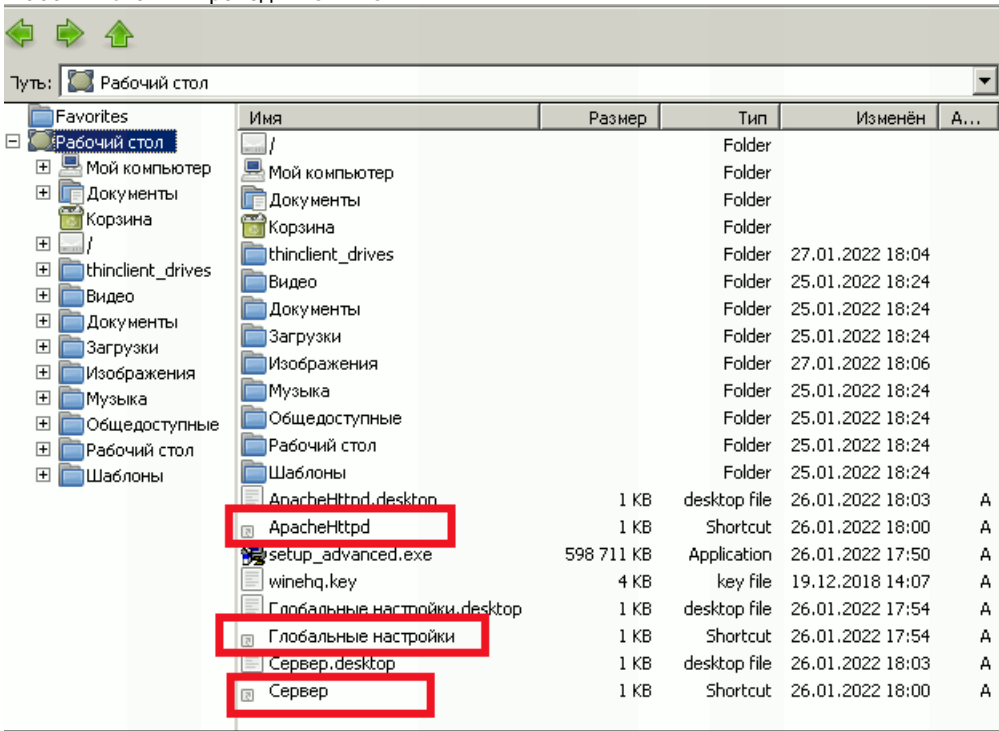 Путь: Рабочий стол
Favorites
Рабочий стол
Мой компьютер
Документы
Корзина
/
thinclient_drives
Видео
Документы
Загрузки
Изображения
Музыка
Общедоступные
Рабочий стол
Шаблоны
Имя Размер Тип Изменён А...
/ Folder
Мой компьютер Folder
Документы Folder
Корзина Folder
thinclient_drives Folder 27.01.2022 18:04
Видео Folder 25.01.2022 18:24
Документы Folder 25.01.2022 18:24
Загрузки Folder 25.01.2022 18:24
Изображения Folder 27.01.2022 18:06
Музыка Folder 25.01.2022 18:24
Общедоступные Folder 25.01.2022 18:24
Рабочий стол Folder 25.01.2022 18:24
Шаблоны Folder 25.01.2022 18:24
ApacheHttpd.desktop 1 KB desktop file 26.01.2022 18:03 A
ApacheHttpd 1 KB Shortcut 26.01.2022 18:00 A
setup_advanced.exe 598 711 KB Application 26.01.2022 17:50 A
winehq.key 4 KB key file 19.12.2018 14:07 A
Глобальные настройки.desktop 1 KB desktop file 26.01.2022 17:54 A
Глобальные настройки 1 KB Shortcut 26.01.2022 17:54 A
Сервер.desktop 1 KB desktop file 26.01.2022 18:03 A
Сервер 1 KB Shortcut 26.01.2022 18:00 A